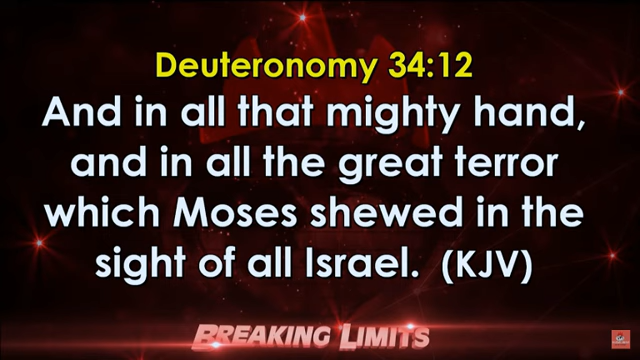 Deuteronomy 34:12
And in all that mighty hand,
and in all the great terror
which Moses shewed in the
sight of all Israel. (KJV)
BREAKING LIMITS